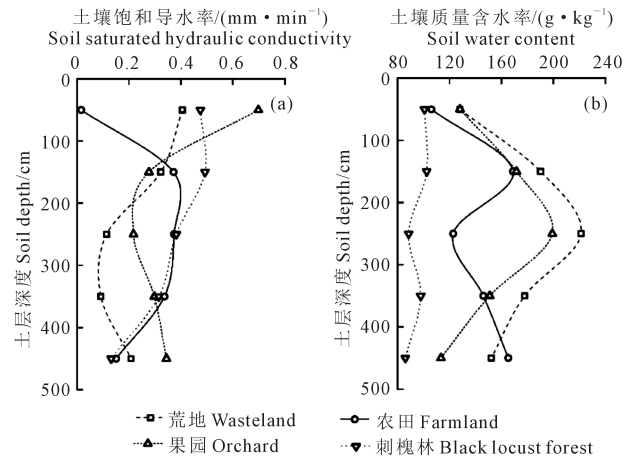 土壤饱和导水率/(mm·min⁻¹)
Soil saturated hydraulic conductivity
0 0.2 0.4 0.6 0.8
(a)
土层深度 Soil depth/cm
0
100
200
300
400
500
土壤质量含水率/(g·kg⁻¹)
Soil water content
80 120 160 200 240
(b)
土层深度 Soil depth/cm
0
100
200
300
400
500
荒地 Wasteland
农田 Farmland
果园 Orchard
刺槐林 Black locust forest